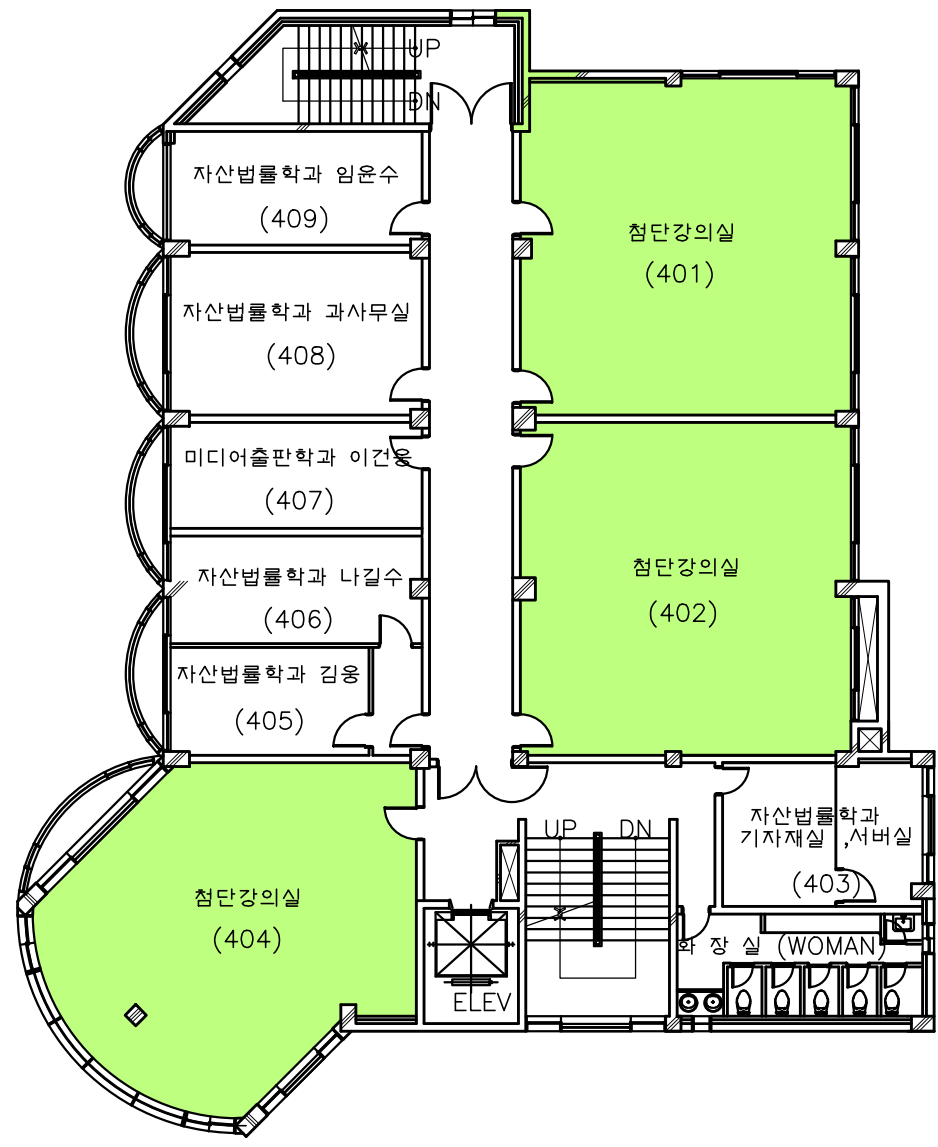 UP
DN
자산법률학과 임윤수
(409)
첨단강의실
(401)
자산법률학과 과사무실
(408)
미디어출판학과 이건웅
(407)
첨단강의실
(402)
자산법률학과 나길수
(406)
자산법률학과 김웅
(405)
자산법률학과
기자재실 ,서버실
(403)
UP
DN
첨단강의실
(404)
화 장 실 (WOMAN)
ELEV